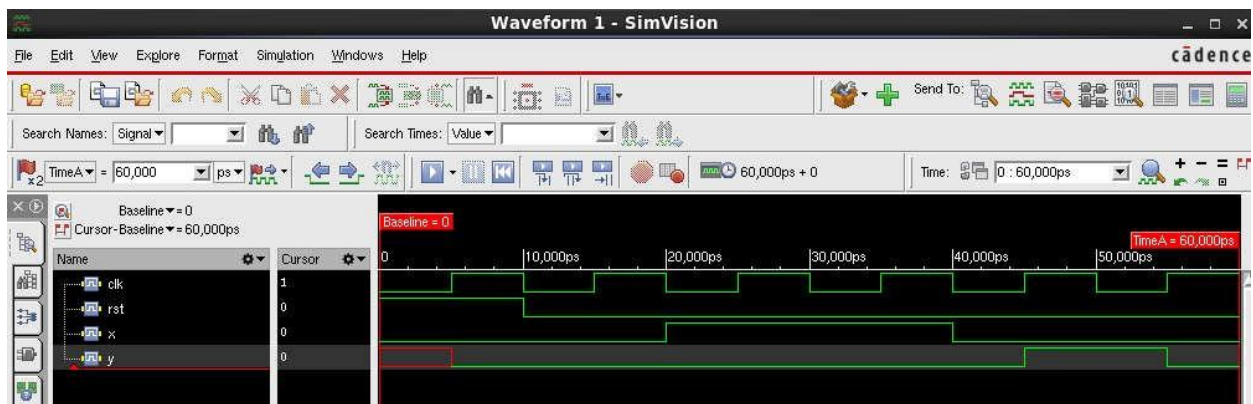 Waveform 1 - SimVision
File Edit View Explore Format Simulation Windows Help cādence
Send To:
Search Names: Signal Search Times: Value
x2 TimeA = 60,000 ps 60,000ps + 0 Time: 0 : 60,000ps
Baseline = 0
Cursor-Baseline = 60,000ps
Baseline = 0
TimeA = 60,000ps
Name Cursor 0 10,000ps 20,000ps 30,000ps 40,000ps 50,000ps
clk 1
rst 0
x 0
y 0